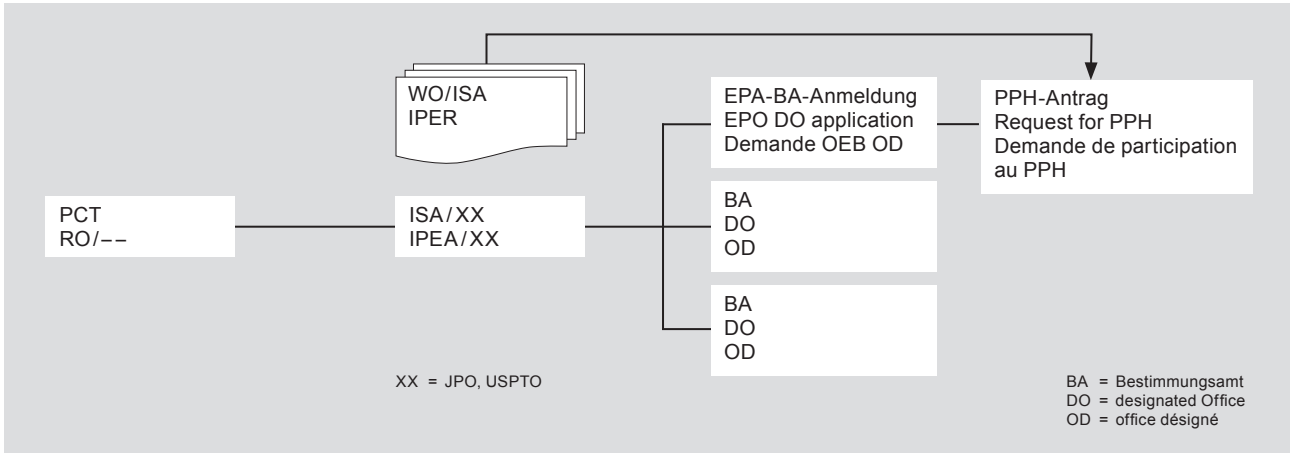 WO/ISA
IPER
EPA-BA-Anmeldung
EPO DO application
Demande OEB OD
PPH-Antrag
Request for PPH
Demande de participation
au PPH
PCT
RO/––
ISA/XX
IPEA/XX
BA
DO
OD
BA
DO
OD
XX = JPO, USPTO
BA = Bestimmungsamt
DO = designated Office
OD = office désigné